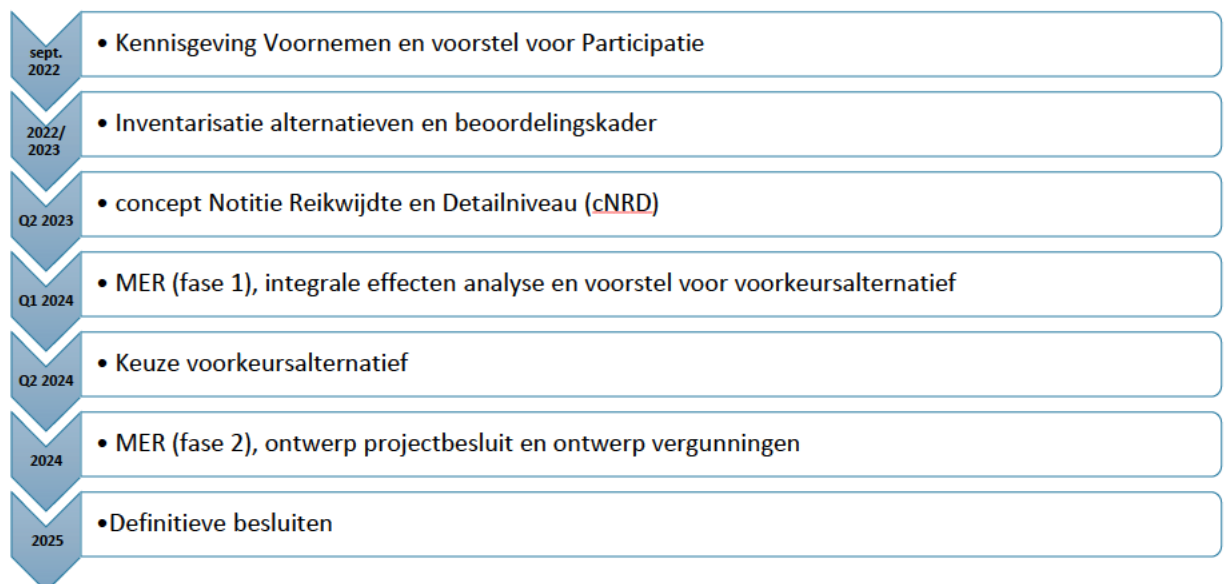 sept.
2022
• Kennisgeving Voornemen en voorstel voor Participatie
2022/
2023
• Inventarisatie alternatieven en beoordelingskader
Q2 2023
• concept Notitie Reikwijdte en Detailniveau (cNRD)
Q1 2024
• MER (fase 1), integrale effecten analyse en voorstel voor voorkeursalternatief
Q2 2024
• Keuze voorkeursalternatief
2024
• MER (fase 2), ontwerp projectbesluit en ontwerp vergunningen
2025
•Definitieve besluiten